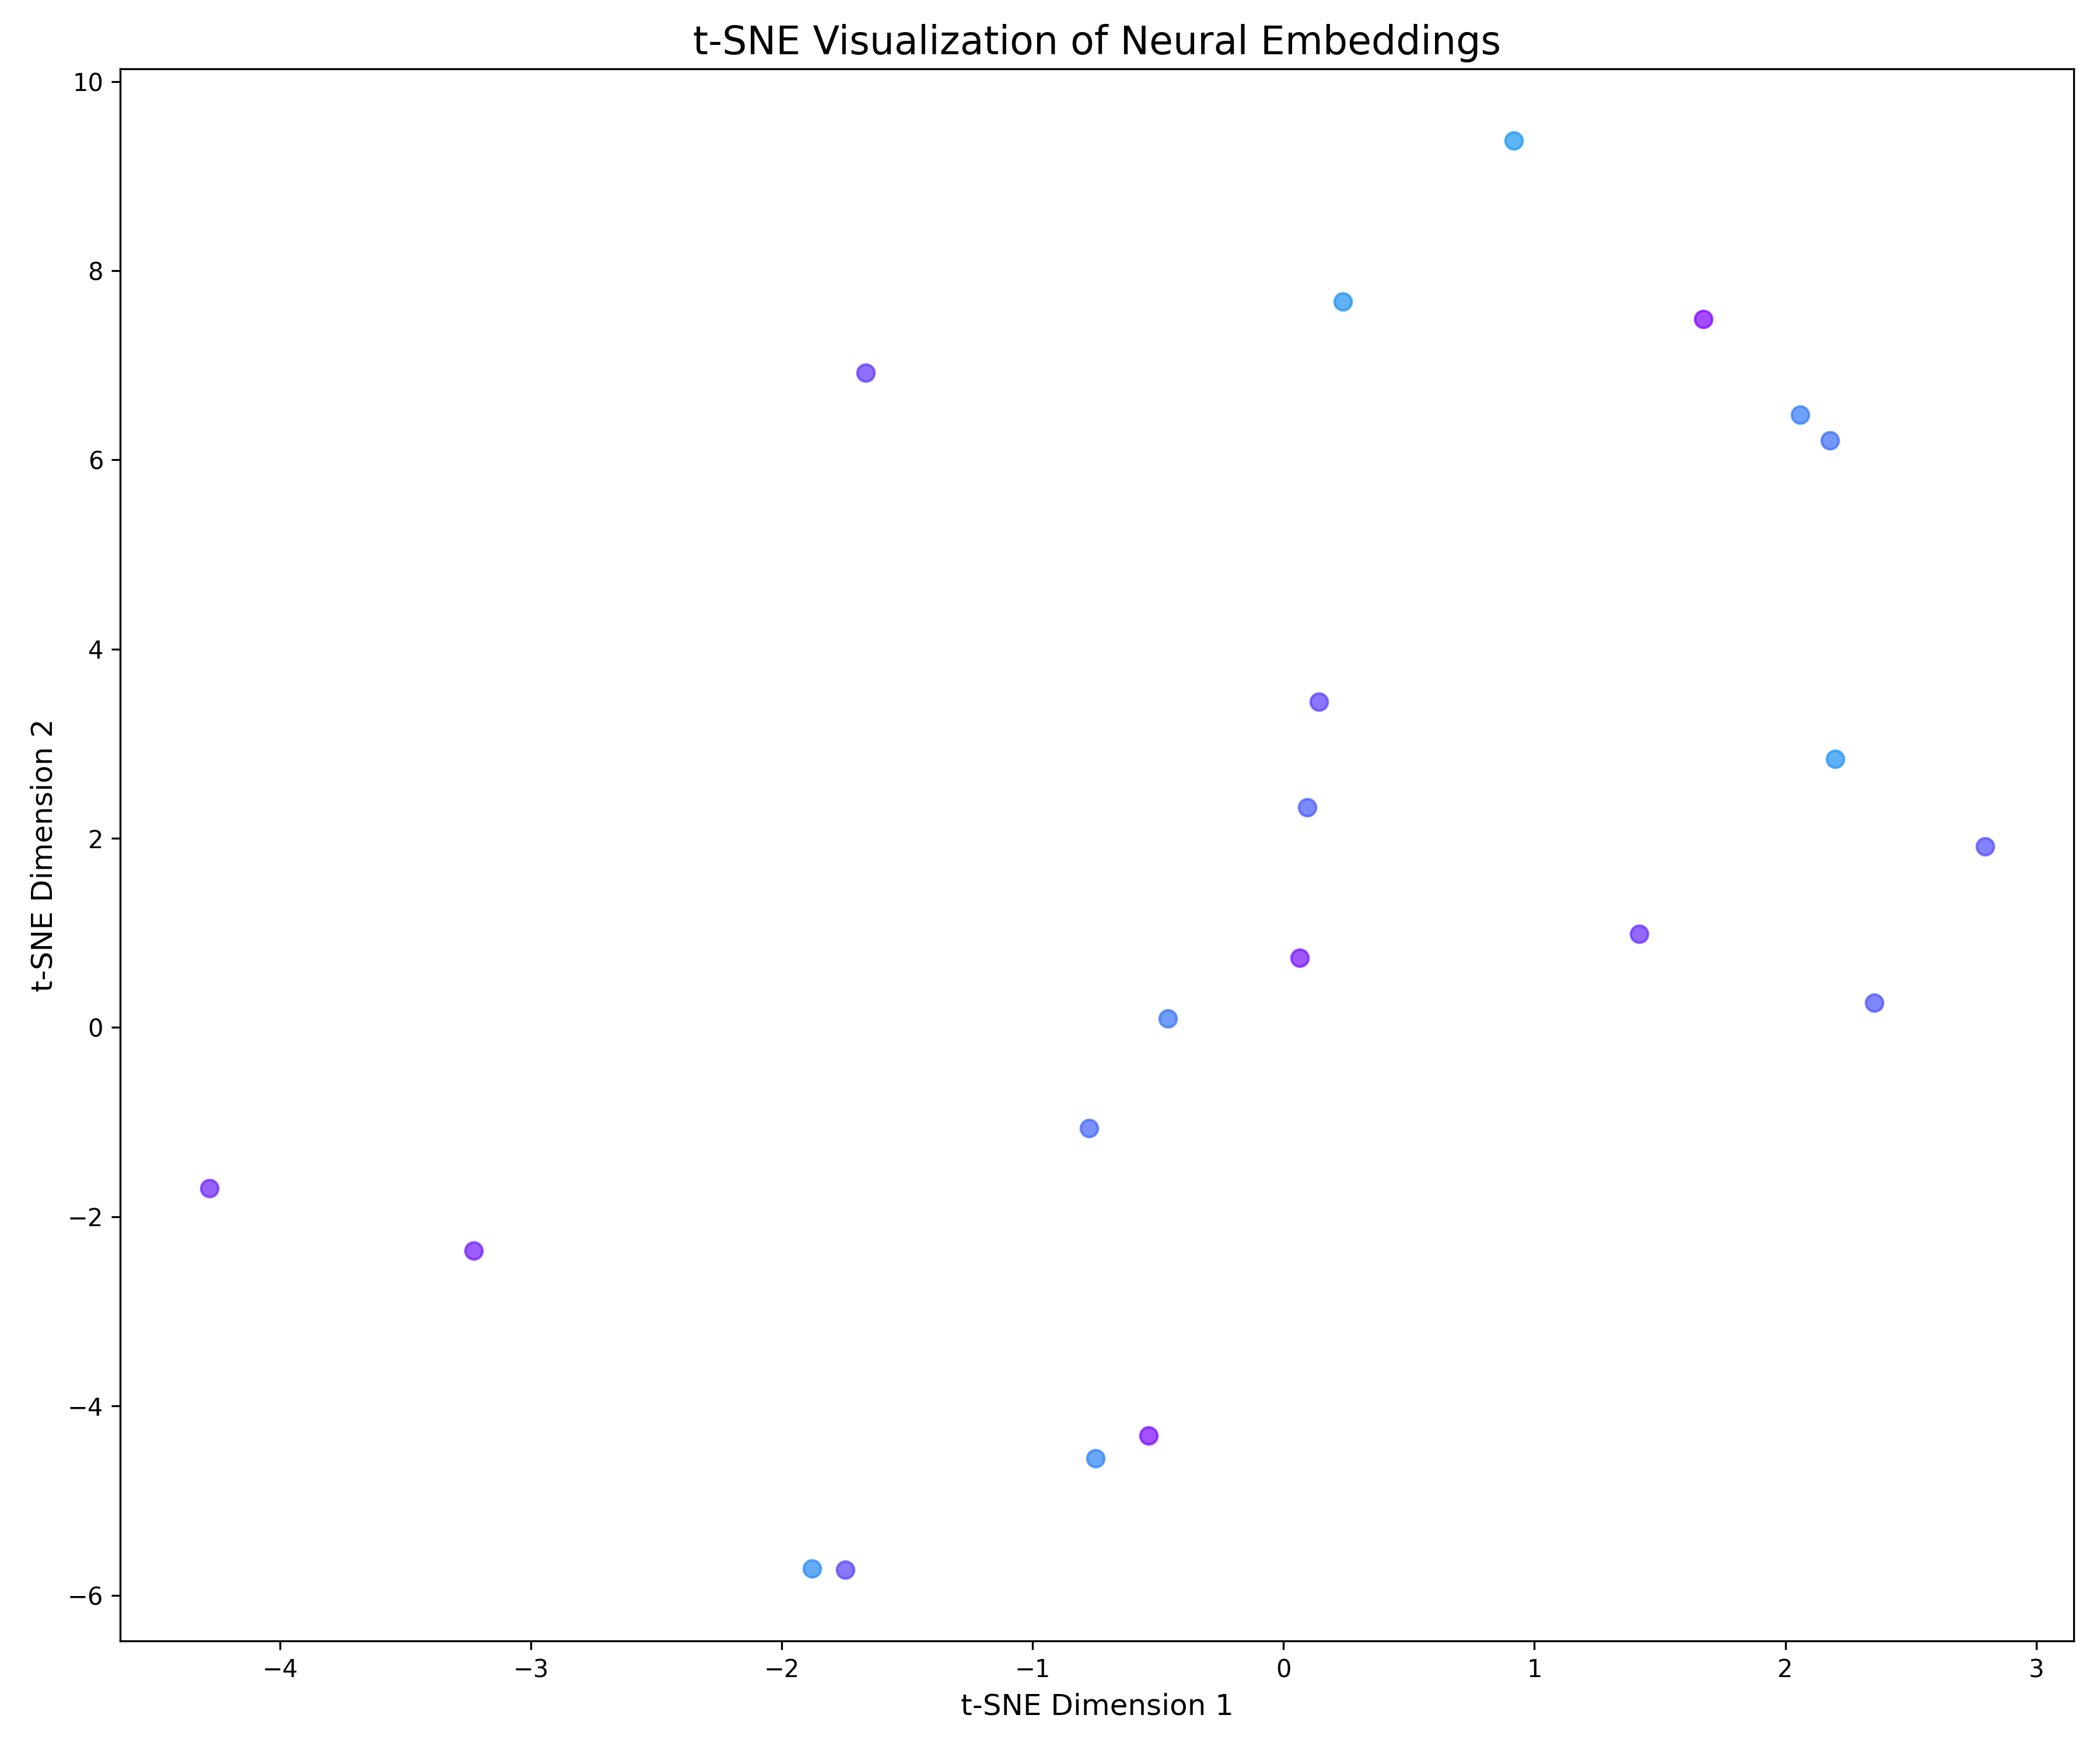 t-SNE Visualization of Neural Embeddings
10
8
6
4
2
0
−2
−4
−6
t-SNE Dimension 2
−4 −3 −2 −1 0 1 2 3
t-SNE Dimension 1